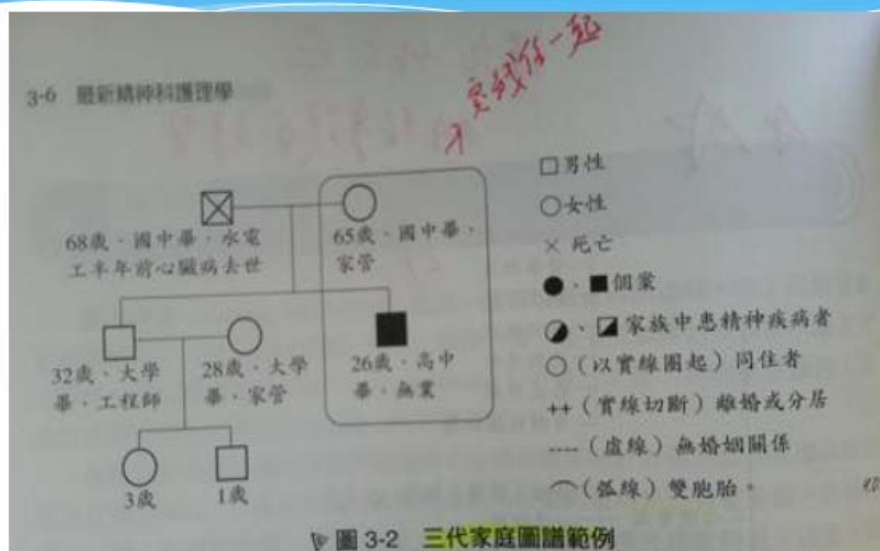 3-6 最新精神科護理學
實線住一起
68歲、國中畢、水電
工半年前心臟病去世
65歲、國中畢、
家管
32歲、大學
畢、工程師
28歲、大學
畢、家管
26歲、高中
畢、無業
3歲
1歲
□男性
○女性
× 死亡
●、■個案
◑、◪家族中患精神疾病者
○(以實線圈起)同住者
++(實線切斷)離婚或分居
----(虛線)無婚姻關係
⌒(弧線)雙胞胎。
圖 3-2 三代家庭圖譜範例